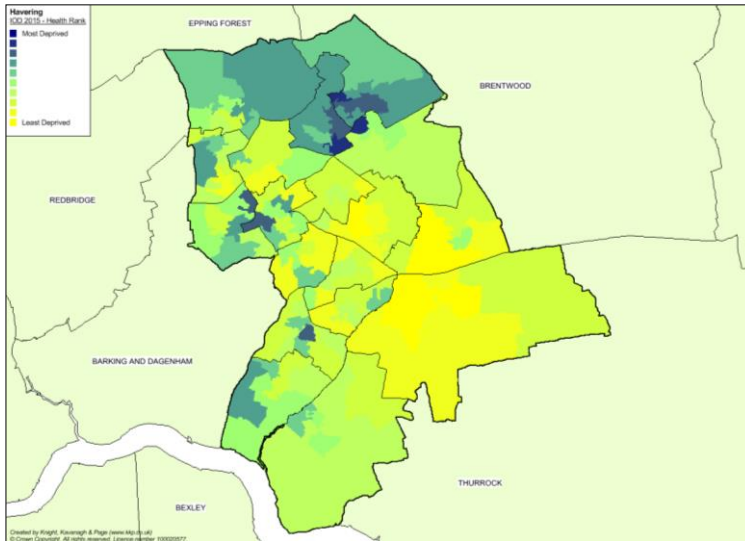 Havering
IOD 2015 - Health Rank
Most Deprived
Least Deprived
EPPING FOREST
BRENTWOOD
REDBRIDGE
BARKING AND DAGENHAM
THURROCK
BEXLEY
Created by Knight, Kavanagh & Page (www.kkp.co.uk)
© Crown Copyright. All rights reserved. Licence number 100020577.